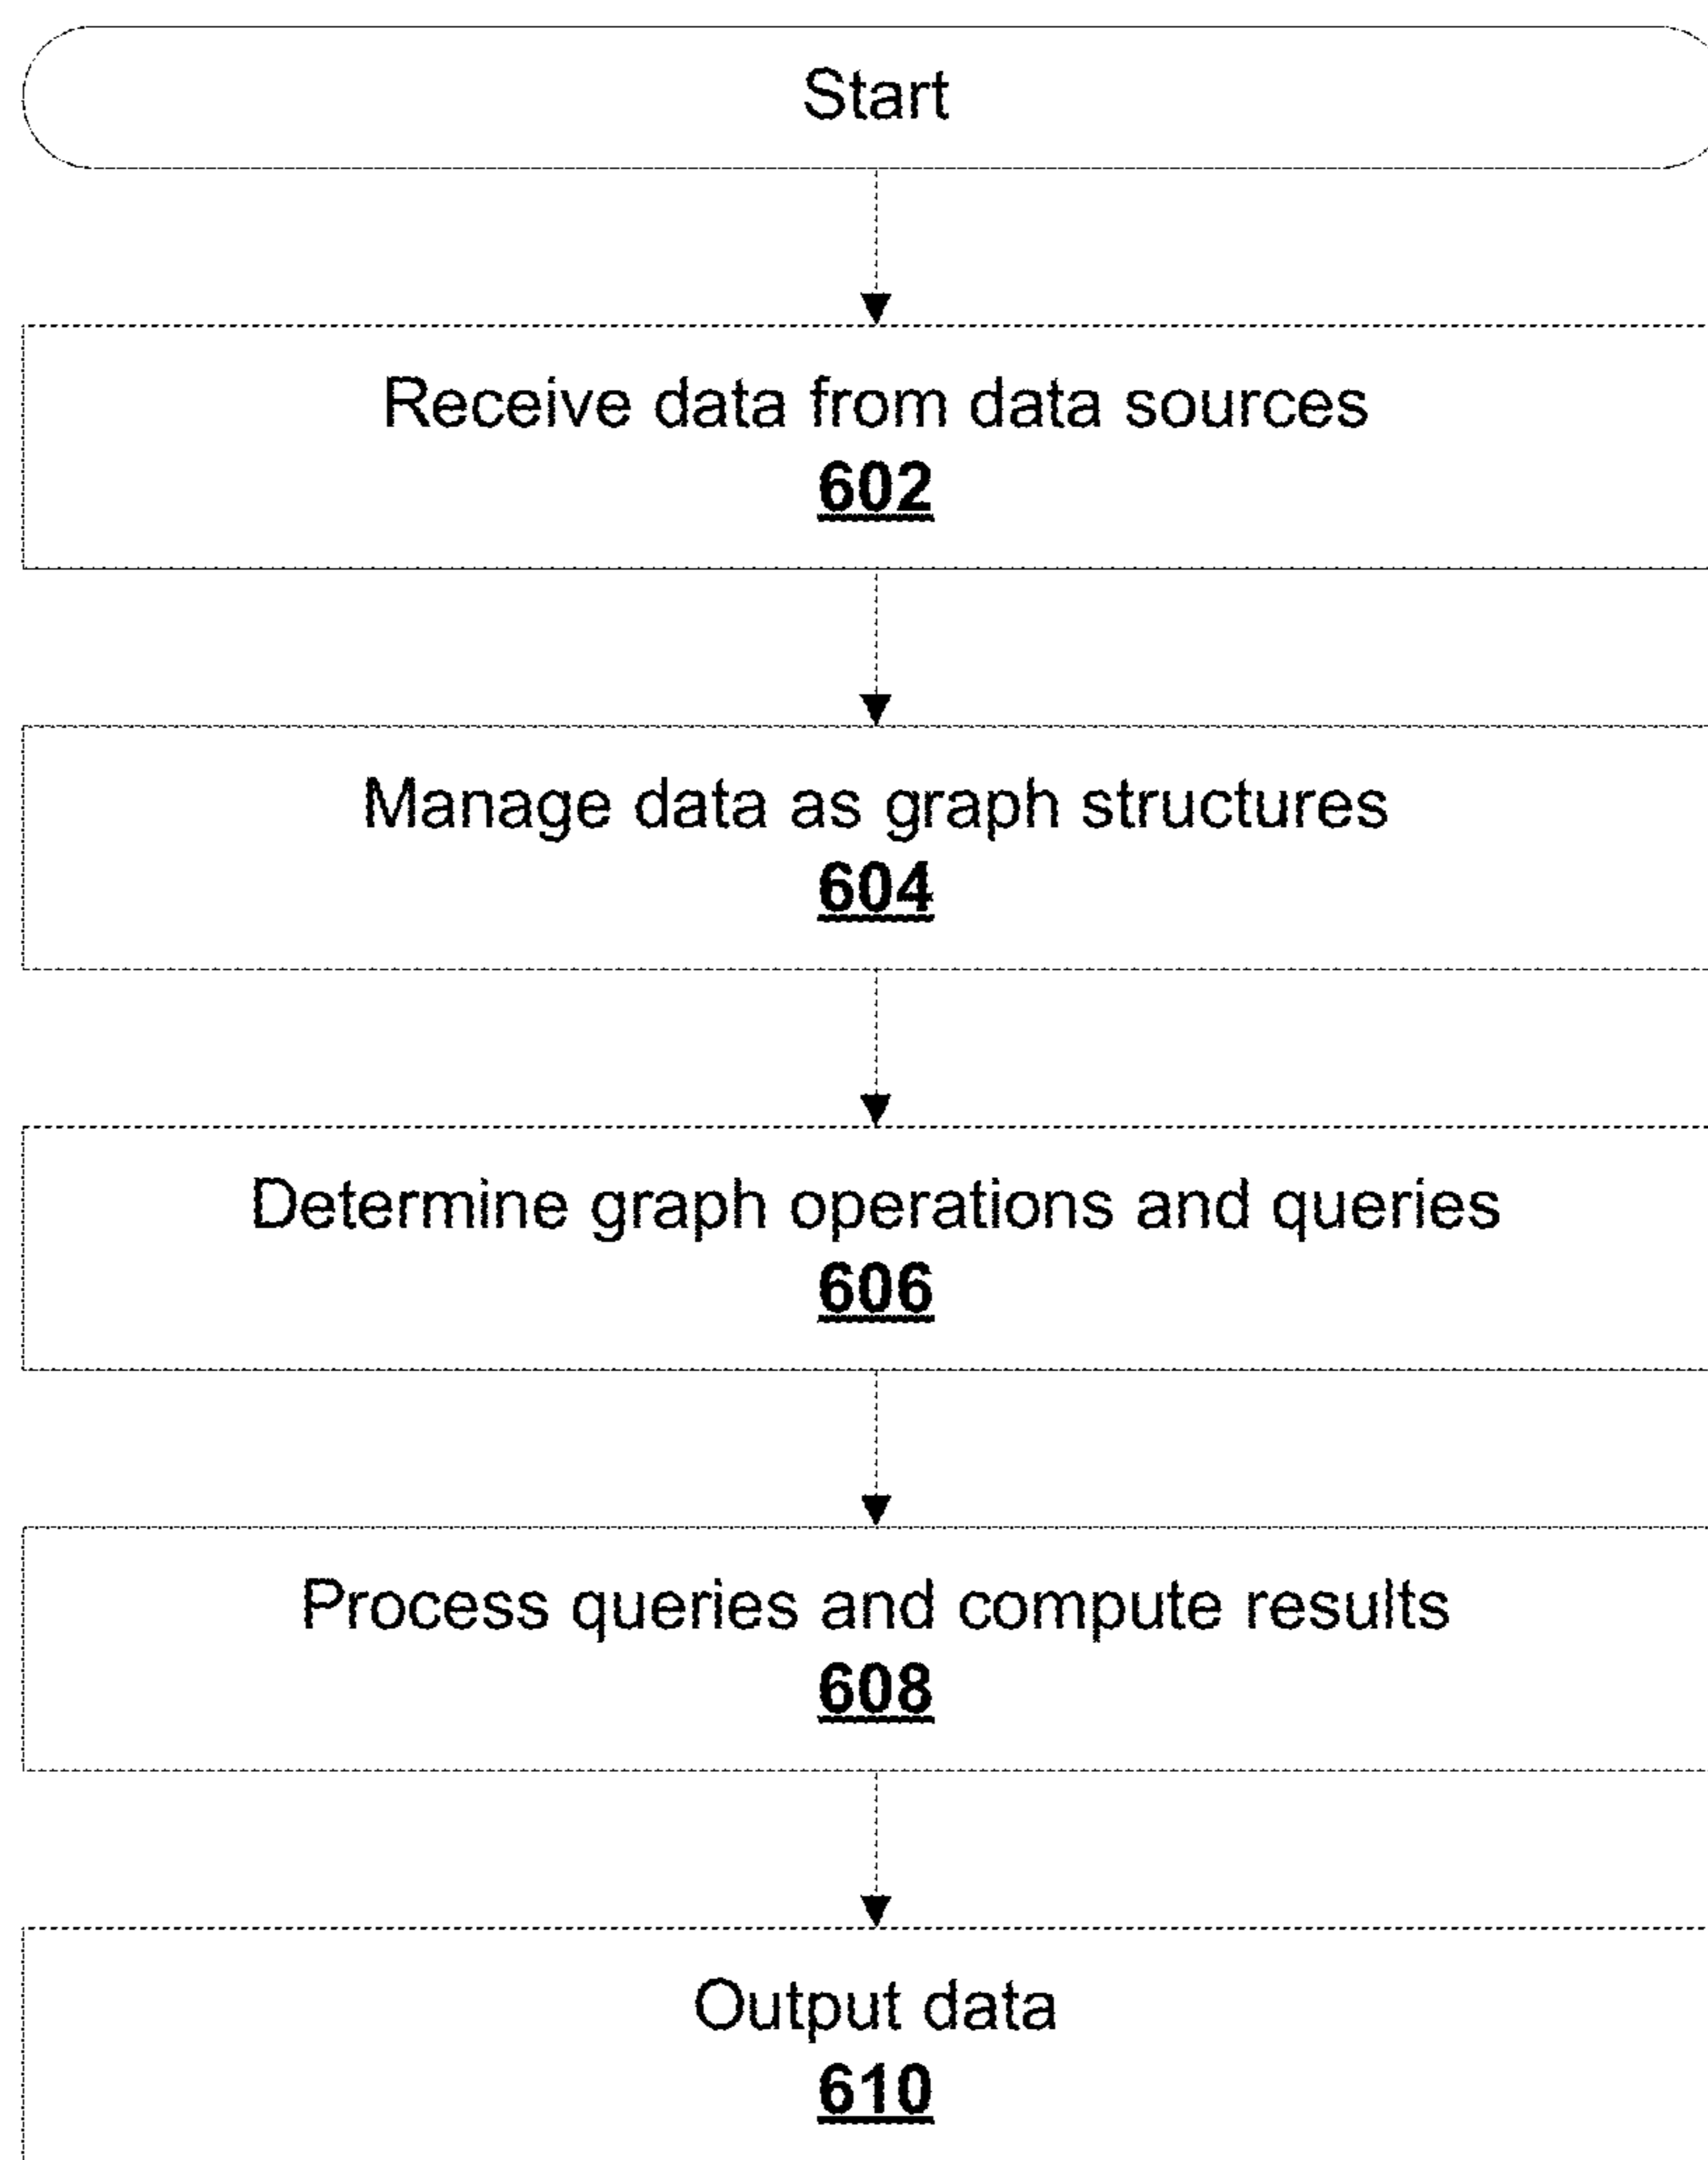 Start
Receive data from data sources
602
Manage data as graph structures
604
Determine graph operations and queries
606
Process queries and compute results
608
Output data
610